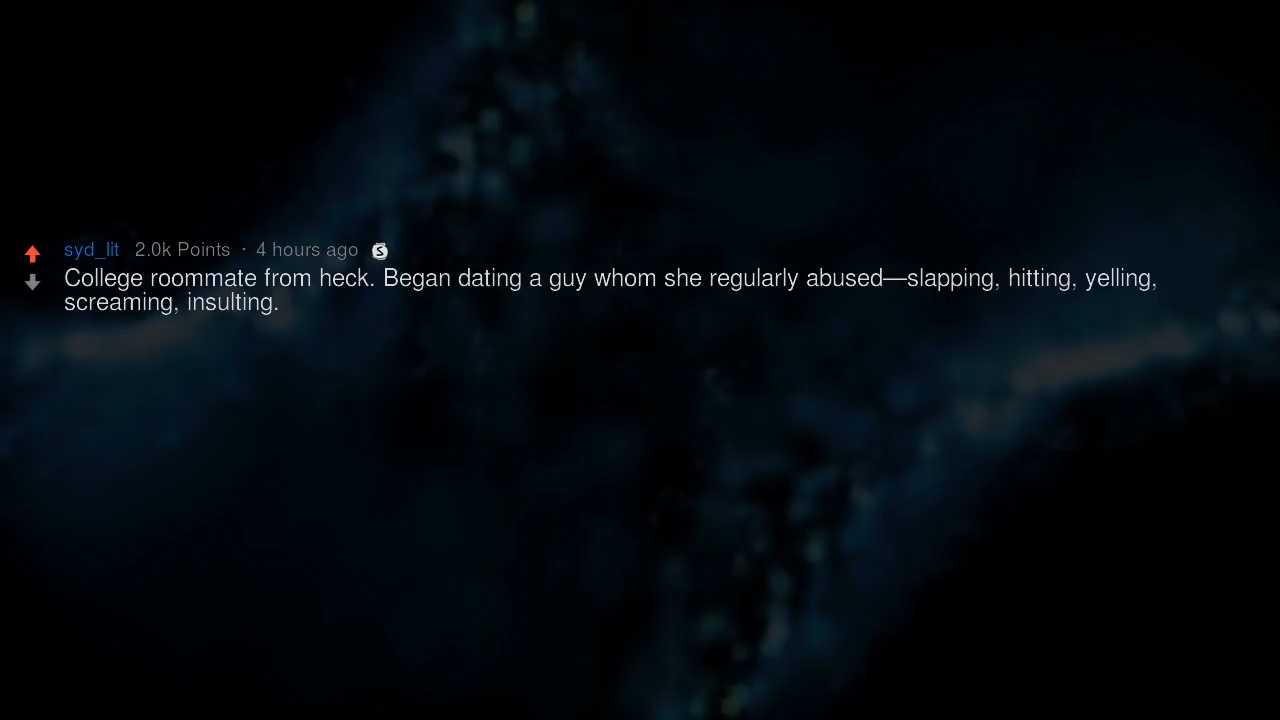 syd_lit 2.0k Points · 4 hours ago S
College roommate from heck. Began dating a guy whom she regularly abused—slapping, hitting, yelling,
screaming, insulting.